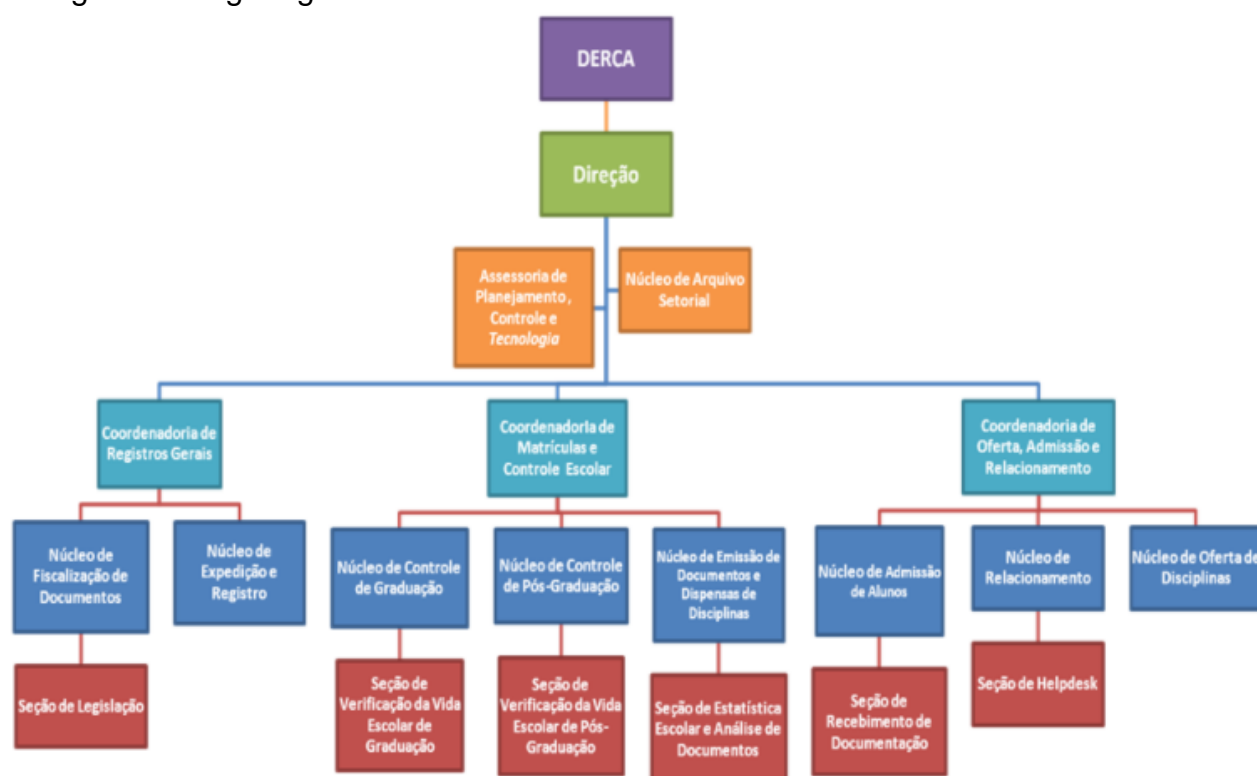 DERCA
Direção
Assessoria de
Planejamento,
Controle e
Tecnologia
Núcleo de Arquivo
Setorial
Coordenadoria de
Registros Gerais
Coordenadoria de
Matrículas e
Controle Escolar
Coordenadoria de
Oferta, Admissão e
Relacionamento
Núcleo de
Fiscalização de
Documentos
Núcleo de
Expedição e
Registro
Núcleo de Controle
de Graduação
Núcleo de Controle
de Pós-Graduação
Núcleo de Emissão de
Documentos e
Dispensas de
Disciplinas
Núcleo de Admissão
de Alunos
Núcleo de
Relacionamento
Núcleo de Oferta de
Disciplinas
Seção de Legislação
Seção de
Verificação da Vida
Escolar de
Graduação
Seção de
Verificação da Vida
Escolar de Pós-
Graduação
Seção de Estatística
Escolar e Análise de
Documentos
Seção de
Recebimento de
Documentação
Seção de Helpdesk